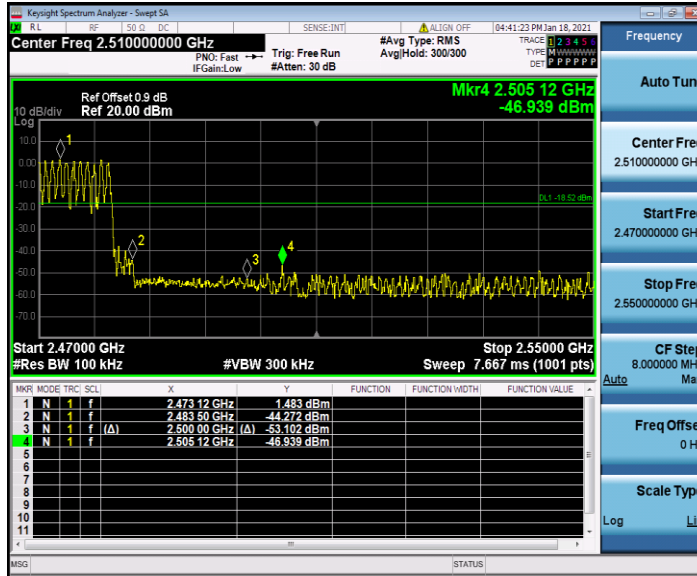 Keysight Spectrum Analyzer - Swept SA
RL RF 50 Ω DC SENSE:INT ALIGN OFF 04:41:23 PM Jan 18, 2021
Center Freq 2.510000000 GHz
PNO: Fast
IFGain:Low
Trig: Free Run
#Atten: 30 dB
#Avg Type: RMS
Avg|Hold: 300/300
TRACE 1 2 3 4 5 6
TYPE M
DET P P P P P P
Frequency
Mkr4 2.505 12 GHz
-46.939 dBm
Ref Offset 0.9 dB
Ref 20.00 dBm
10 dB/div
Log
10.0
0.00
-10.0
-20.0
-30.0
-40.0
-50.0
-60.0
-70.0
1
2
3
4
DL1 -18.52 dBm
Start 2.47000 GHz
Stop 2.55000 GHz
#Res BW 100 kHz
#VBW 300 kHz
Sweep 7.667 ms (1001 pts)
MKR MODE TRC SCL X Y FUNCTION FUNCTION WIDTH FUNCTION VALUE
1 N 1 f 2.473 12 GHz 1.483 dBm
2 N 1 f 2.483 50 GHz -44.272 dBm
3 N 1 f (Δ) 2.500 00 GHz (Δ) -53.102 dBm
4 N 1 f 2.505 12 GHz -46.939 dBm
5
6
7
8
9
10
11
MSG
STATUS
Auto Tun
Center Fre
2.510000000 GH
Start Fre
2.470000000 GH
Stop Fre
2.550000000 GH
CF Step
8.000000 MH
Auto Ma
Freq Offse
0 H
Scale Typ
Log Li